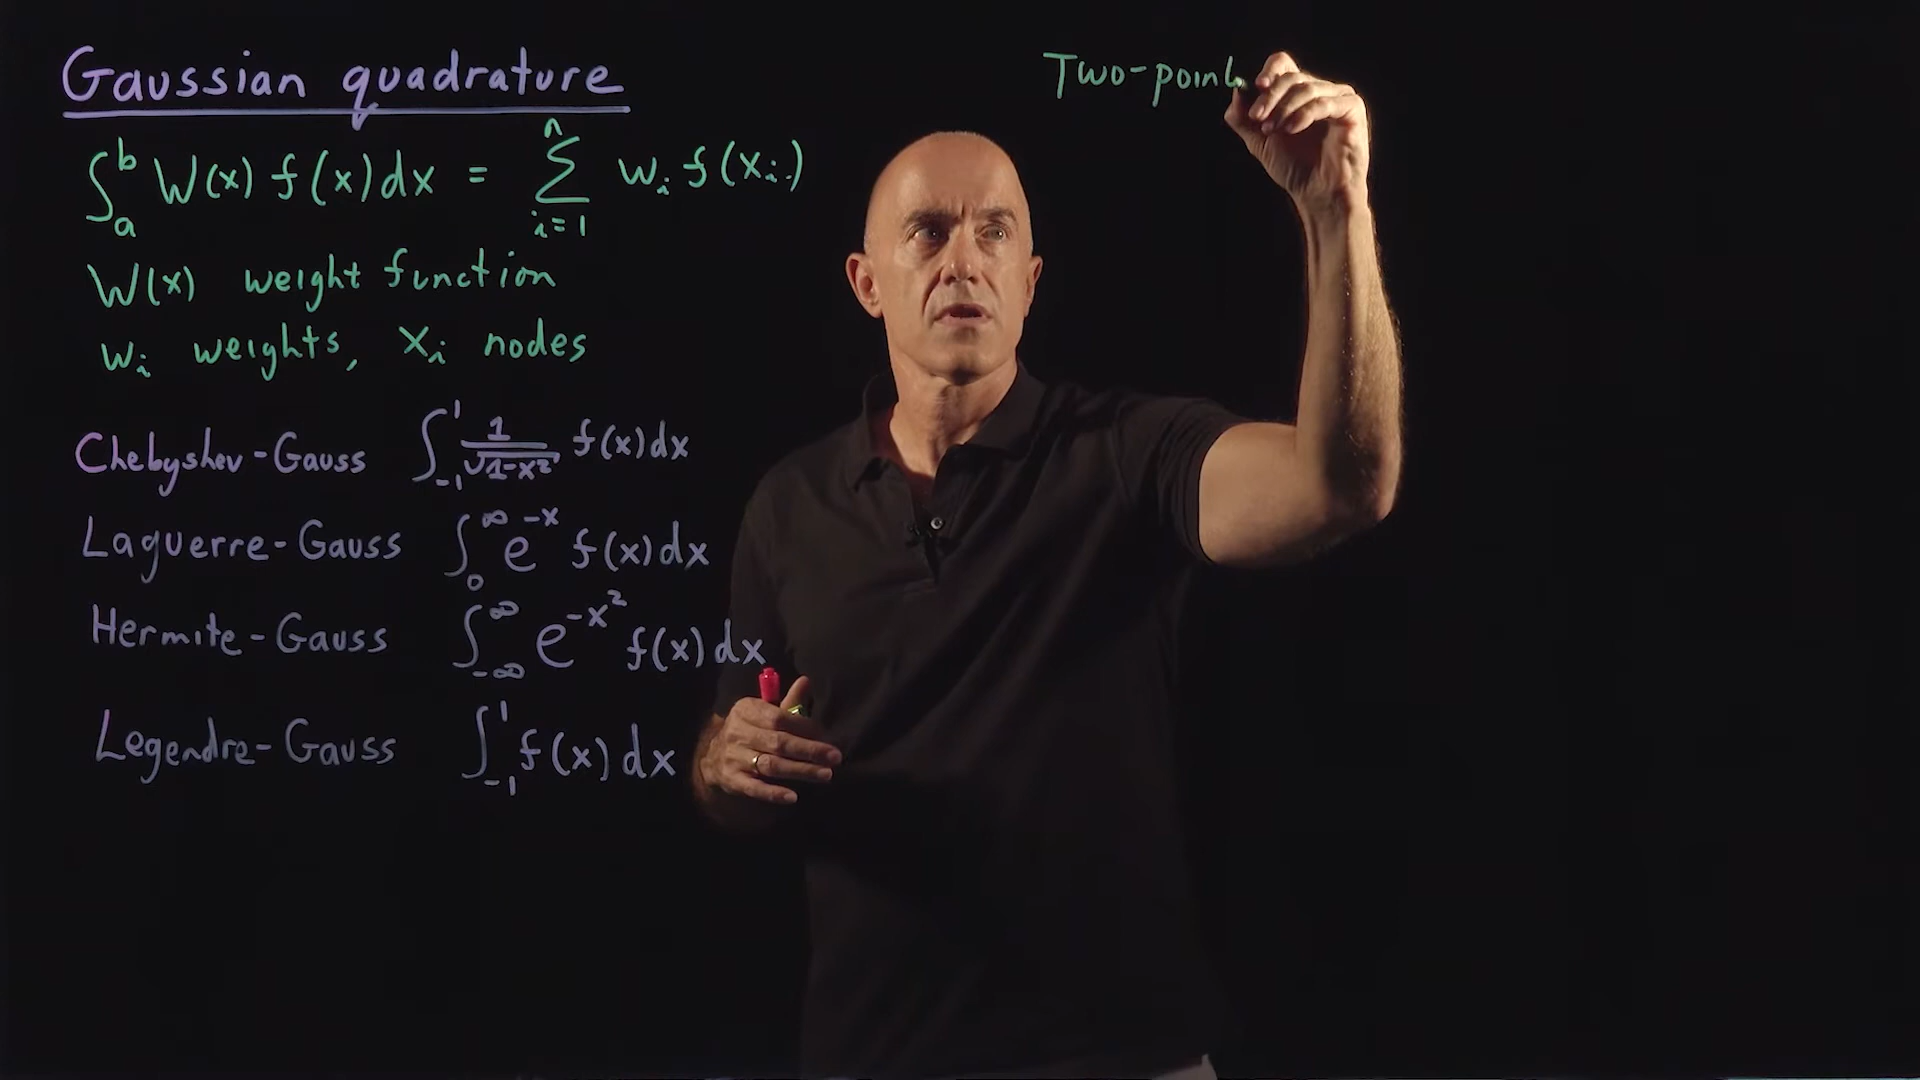 Gaussian quadrature
∫_a^b W(x) f(x) dx = Σ_{i=1}^n w_i f(x_i)
W(x) weight function
w_i weights, x_i nodes
Chebyshev-Gauss ∫_{-1}^1 1/√(1-x²) f(x) dx
Laguerre-Gauss ∫_0^∞ e^{-x} f(x) dx
Hermite-Gauss ∫_{-∞}^∞ e^{-x²} f(x) dx
Legendre-Gauss ∫_{-1}^1 f(x) dx
Two-point